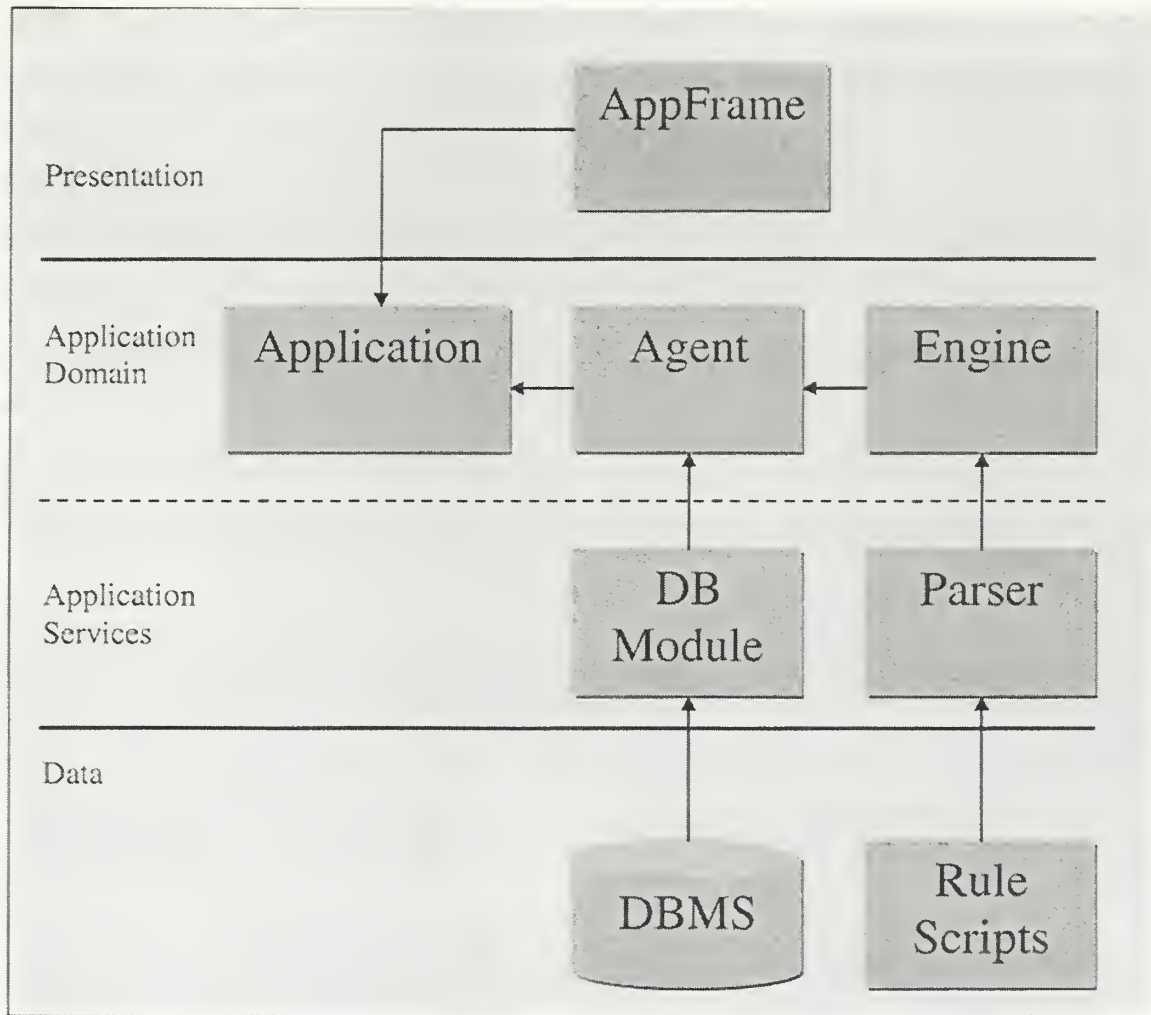 AppFrame
Presentation
Application
Domain
Application
Agent
Engine
Application
Services
DB
Module
Parser
Data
DBMS
Rule
Scripts